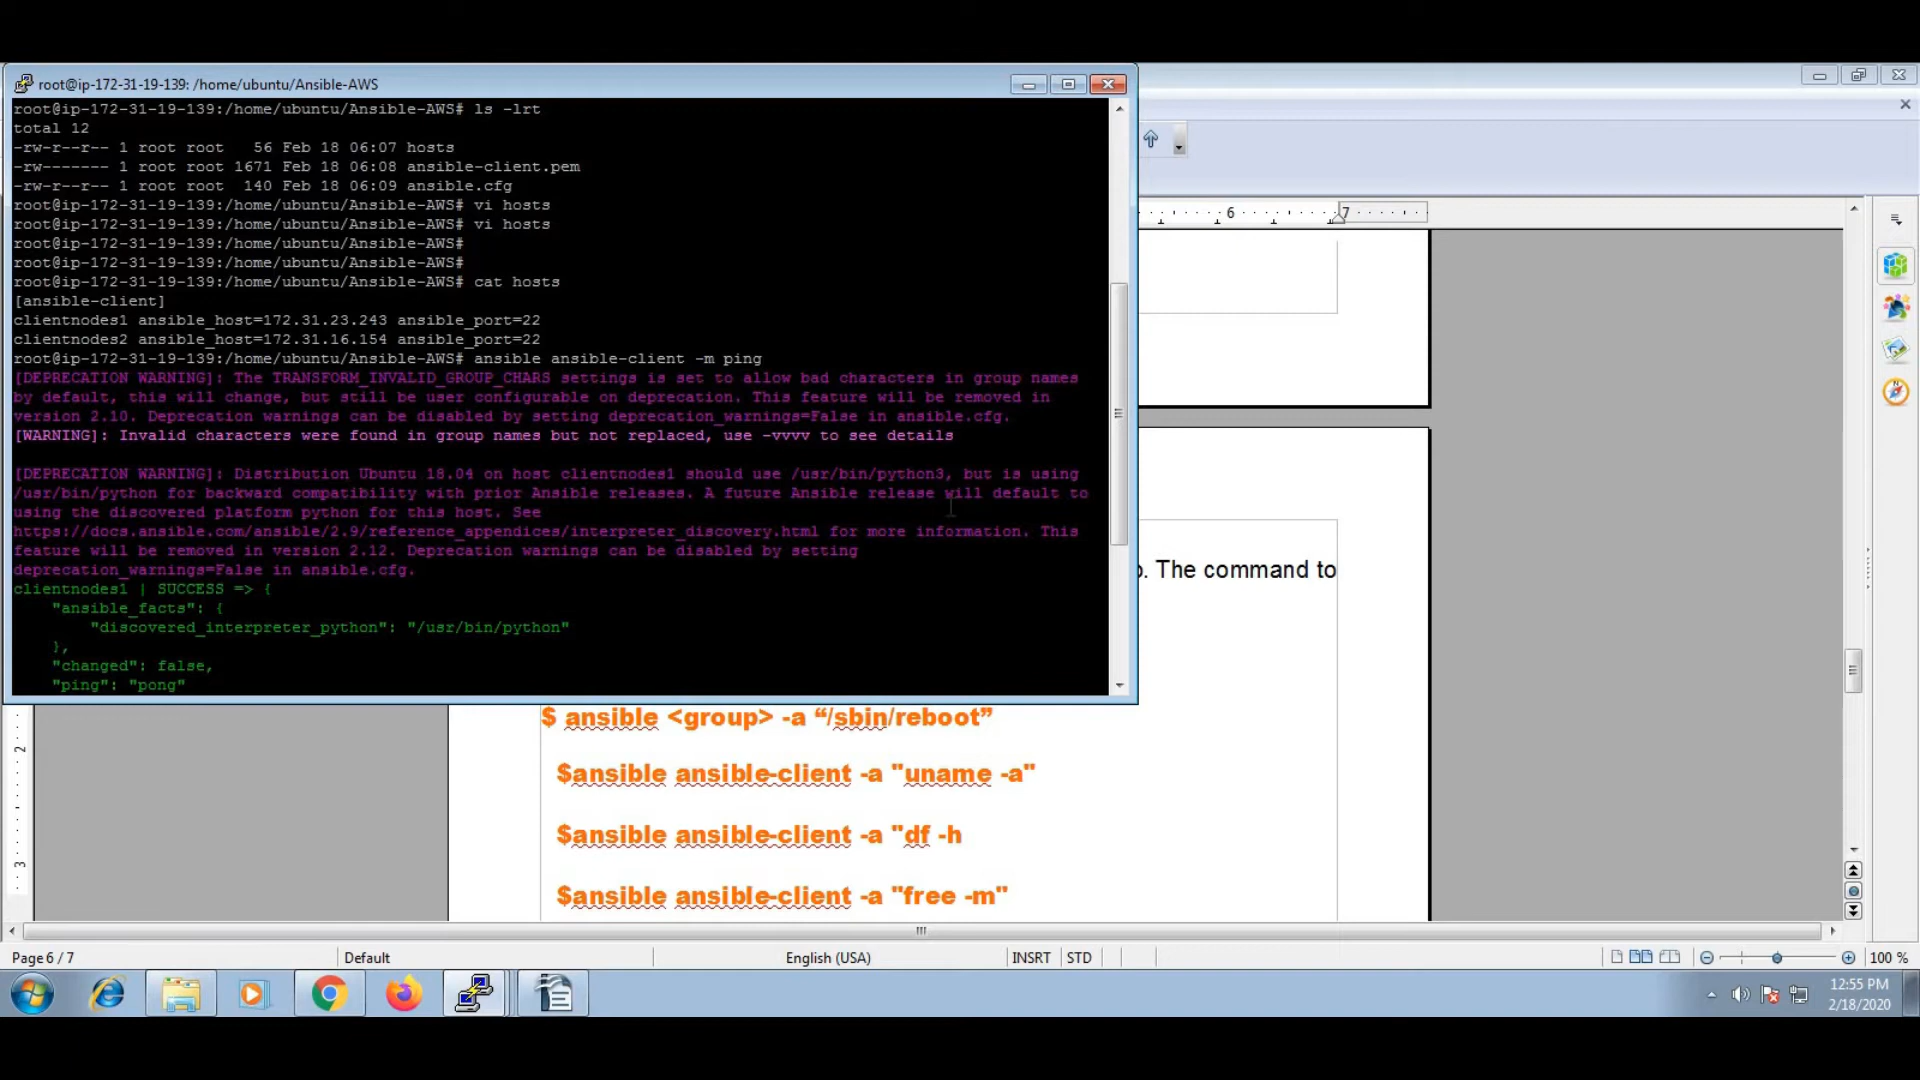 root@ip-172-31-19-139: /home/ubuntu/Ansible-AWS
root@ip-172-31-19-139:/home/ubuntu/Ansible-AWS# ls -lrt
total 12
-rw-r--r-- 1 root root   56 Feb 18 06:07 hosts
-rw------- 1 root root 1671 Feb 18 06:08 ansible-client.pem
-rw-r--r-- 1 root root  140 Feb 18 06:09 ansible.cfg
root@ip-172-31-19-139:/home/ubuntu/Ansible-AWS# vi hosts
root@ip-172-31-19-139:/home/ubuntu/Ansible-AWS# vi hosts
root@ip-172-31-19-139:/home/ubuntu/Ansible-AWS#
root@ip-172-31-19-139:/home/ubuntu/Ansible-AWS#
root@ip-172-31-19-139:/home/ubuntu/Ansible-AWS# cat hosts
[ansible-client]
clientnodes1 ansible_host=172.31.23.243 ansible_port=22
clientnodes2 ansible_host=172.31.16.154 ansible_port=22
root@ip-172-31-19-139:/home/ubuntu/Ansible-AWS# ansible ansible-client -m ping
[DEPRECATION WARNING]: The TRANSFORM_INVALID_GROUP_CHARS settings is set to allow bad characters in group names
by default, this will change, but still be user configurable on deprecation. This feature will be removed in
version 2.10. Deprecation warnings can be disabled by setting deprecation_warnings=False in ansible.cfg.
[WARNING]: Invalid characters were found in group names but not replaced, use -vvvv to see details
[DEPRECATION WARNING]: Distribution Ubuntu 18.04 on host clientnodes1 should use /usr/bin/python3, but is using
/usr/bin/python for backward compatibility with prior Ansible releases. A future Ansible release will default to
using the discovered platform python for this host. See
https://docs.ansible.com/ansible/2.9/reference_appendices/interpreter_discovery.html for more information. This
feature will be removed in version 2.12. Deprecation warnings can be disabled by setting
deprecation_warnings=False in ansible.cfg.
clientnodes1 | SUCCESS => {
    "ansible_facts": {
        "discovered_interpreter_python": "/usr/bin/python"
    },
    "changed": false,
    "ping": "pong"
6 7
. The command to
$ ansible <group> -a “/sbin/reboot”
$ansible ansible-client -a "uname -a"
$ansible ansible-client -a "df -h
$ansible ansible-client -a "free -m"
2
3
Page 6 / 7 Default English (USA) INSRT STD 100 %
12:55 PM
2/18/2020